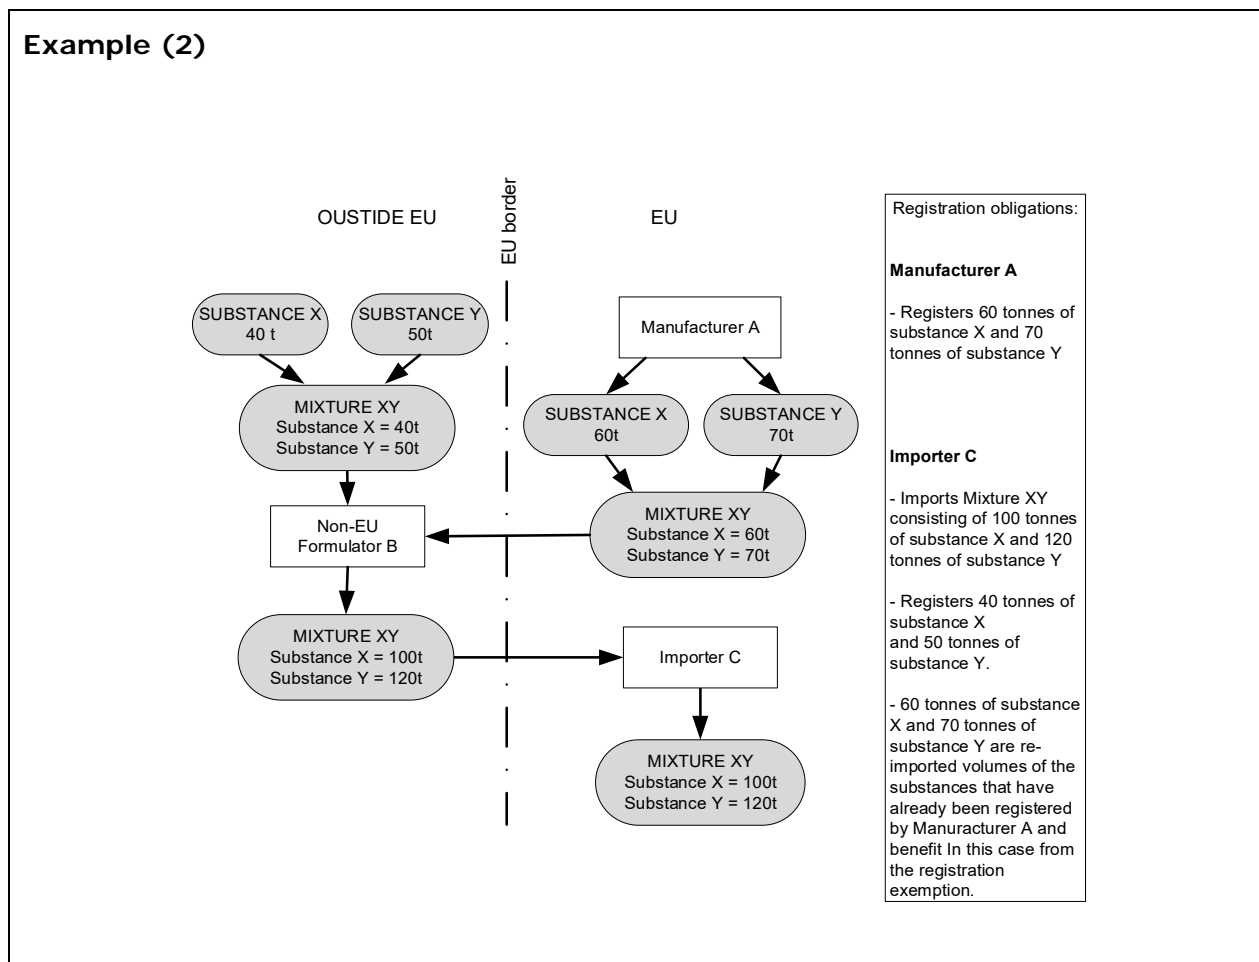 Example (2)
OUSTIDE EU
EU border
EU
SUBSTANCE X
40 t
SUBSTANCE Y
50t
Manufacturer A
MIXTURE XY
Substance X = 40t
Substance Y = 50t
SUBSTANCE X
60t
SUBSTANCE Y
70t
Non-EU
Formulator B
MIXTURE XY
Substance X = 60t
Substance Y = 70t
MIXTURE XY
Substance X = 100t
Substance Y = 120t
Importer C
MIXTURE XY
Substance X = 100t
Substance Y = 120t
Registration obligations:
Manufacturer A
- Registers 60 tonnes of
substance X and 70
tonnes of substance Y
Importer C
- Imports Mixture XY
consisting of 100 tonnes
of substance X and 120
tonnes of substance Y
- Registers 40 tonnes of
substance X
and 50 tonnes of
substance Y.
- 60 tonnes of substance
X and 70 tonnes of
substance Y are re-
imported volumes of the
substances that have
already been registered
by Manuracturer A and
benefit In this case from
the registration
exemption.